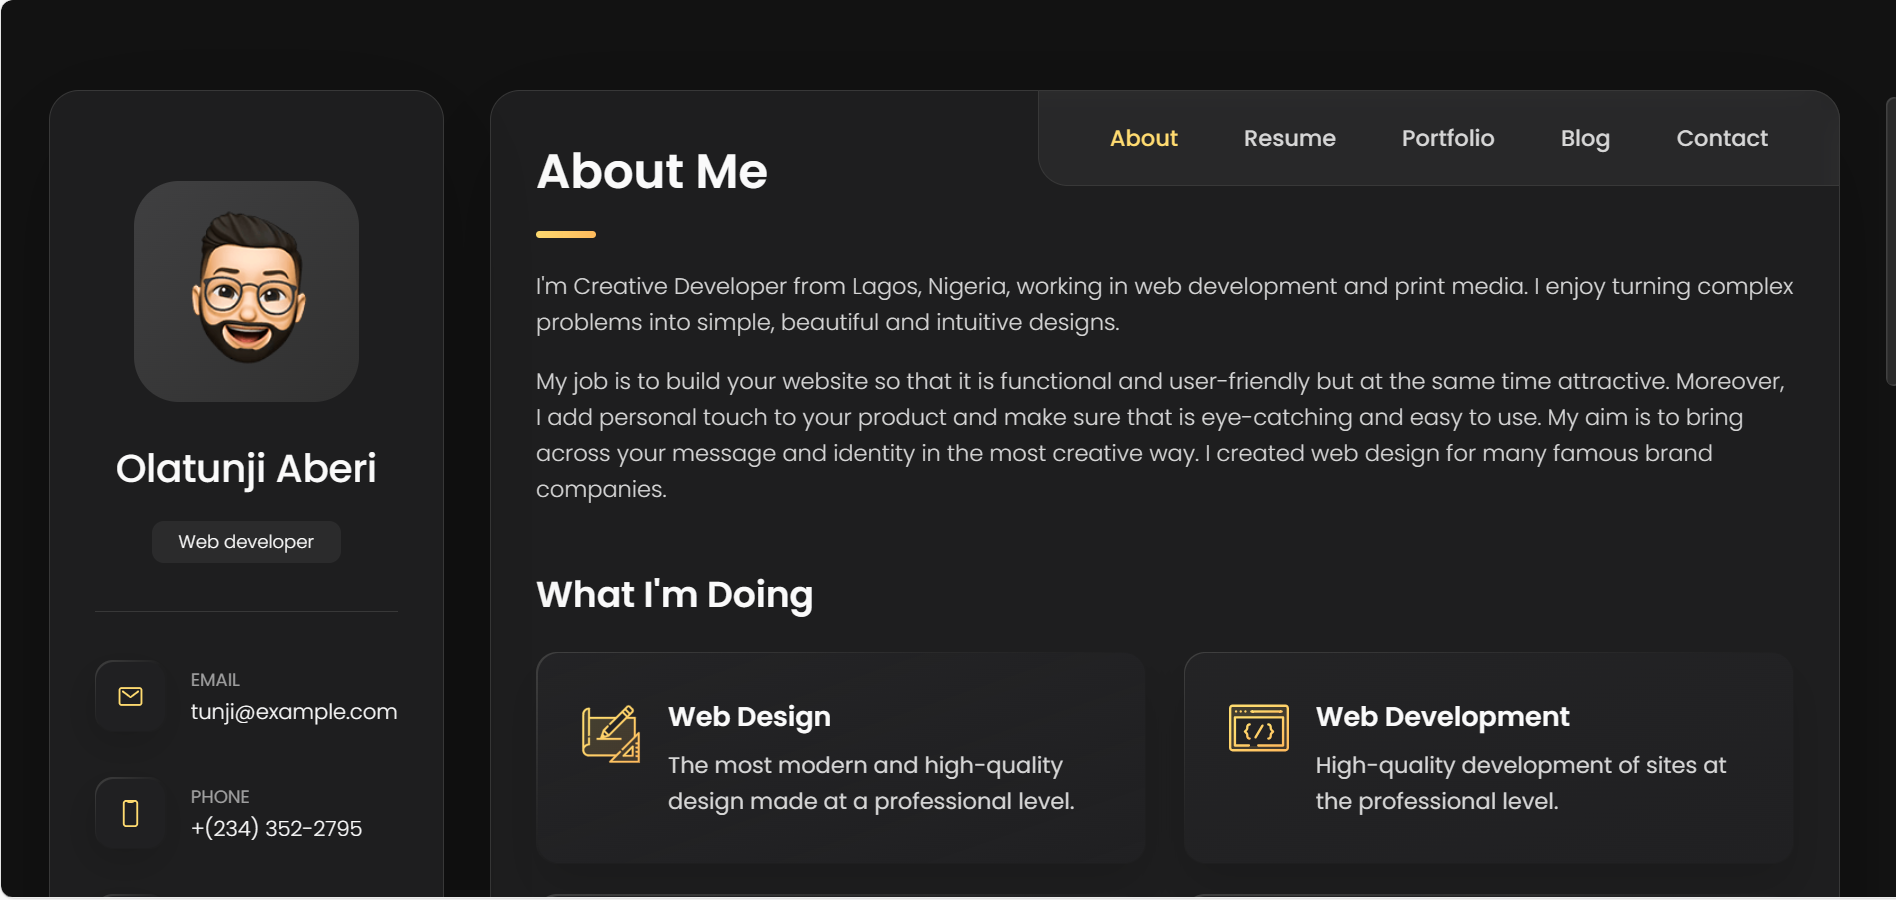 Olatunji Aberi
Web developer
EMAIL
tunji@example.com
PHONE
+(234) 352-2795
About
Resume
Portfolio
Blog
Contact
About Me
I'm Creative Developer from Lagos, Nigeria, working in web development and print media. I enjoy turning complex
problems into simple, beautiful and intuitive designs.
My job is to build your website so that it is functional and user-friendly but at the same time attractive. Moreover,
I add personal touch to your product and make sure that is eye-catching and easy to use. My aim is to bring
across your message and identity in the most creative way. I created web design for many famous brand
companies.
What I'm Doing
Web Design
The most modern and high-quality
design made at a professional level.
Web Development
High-quality development of sites at
the professional level.